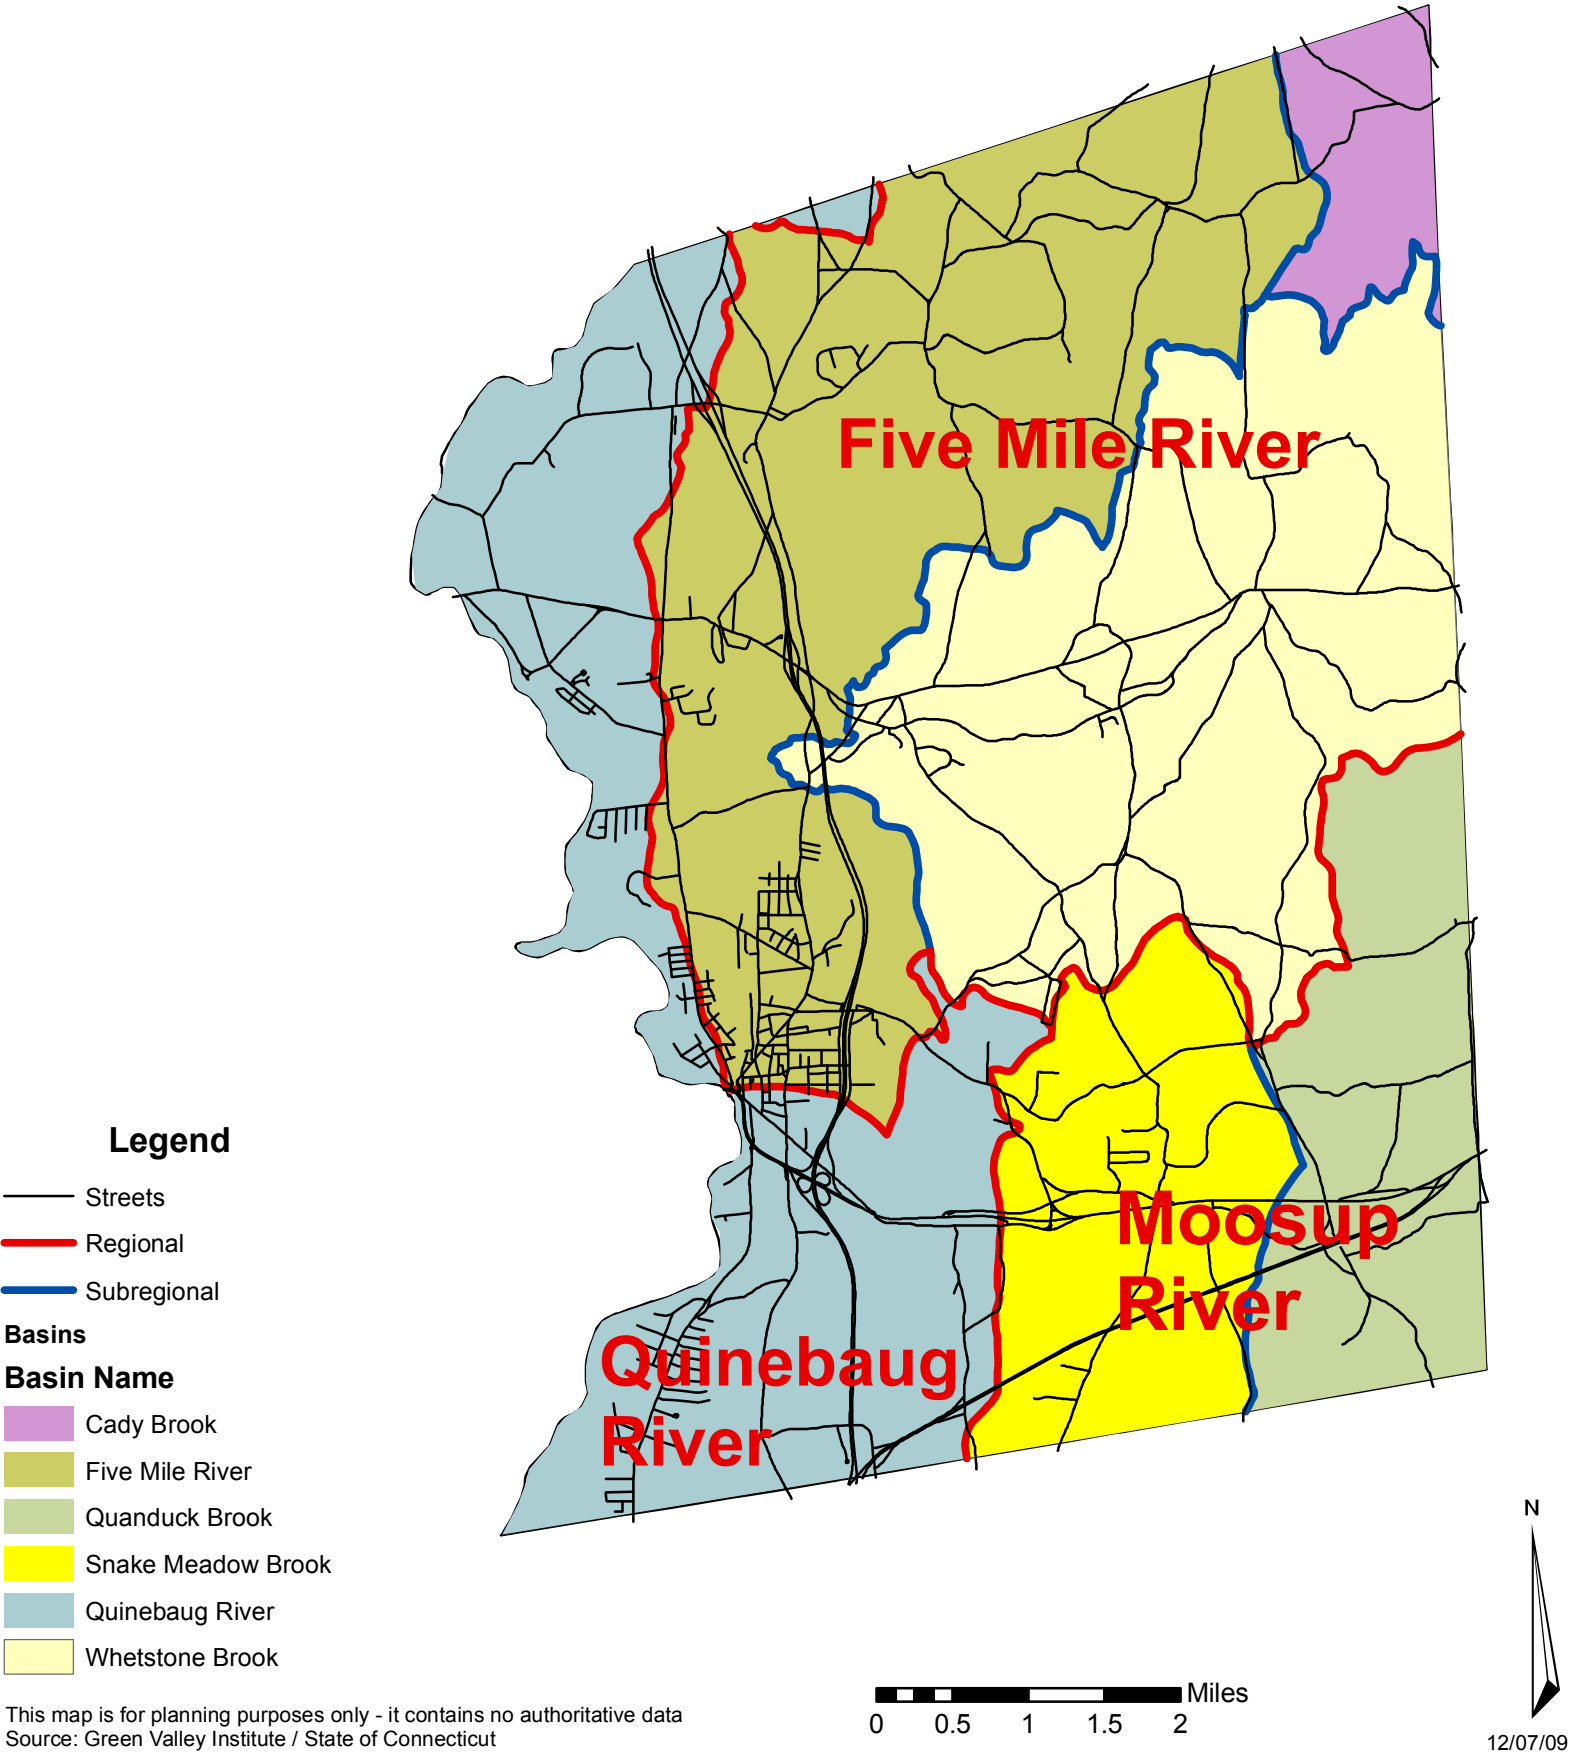 Five Mile River
Moosup
River
Quinebaug
River
Legend
Streets
Regional
Subregional
Basins
Basin Name
Cady Brook
Five Mile River
Quanduck Brook
Snake Meadow Brook
Quinebaug River
Whetstone Brook
This map is for planning purposes only - it contains no authoritative data
Source: Green Valley Institute / State of Connecticut
Miles
0 0.5 1 1.5 2
N
12/07/09